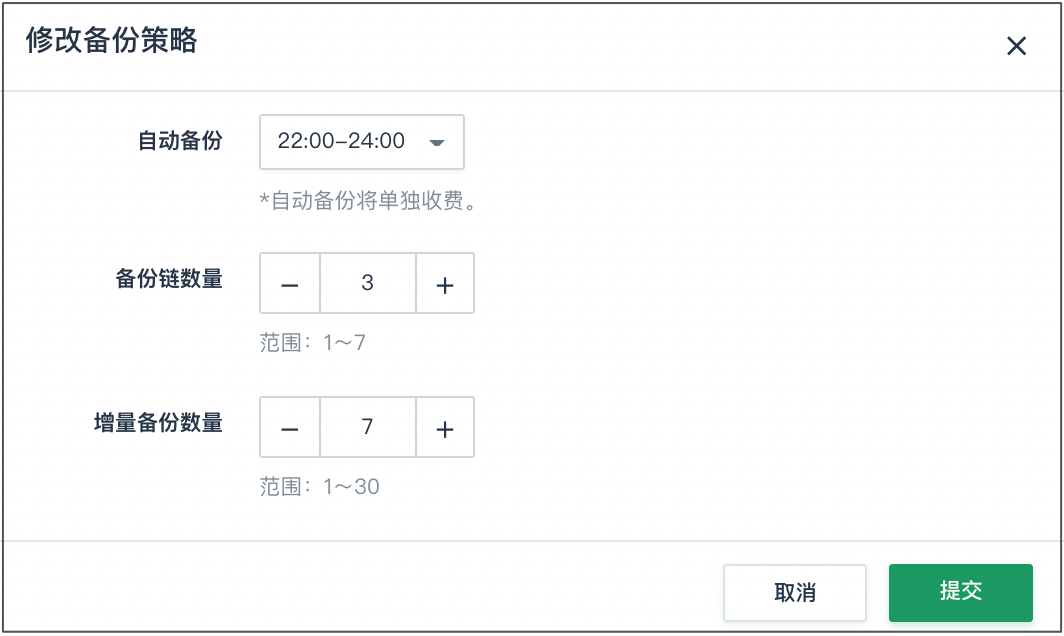 修改备份策略
自动备份 22:00-24:00
*自动备份将单独收费。
备份链数量 3
范围：1~7
增量备份数量 7
范围：1~30
取消 提交